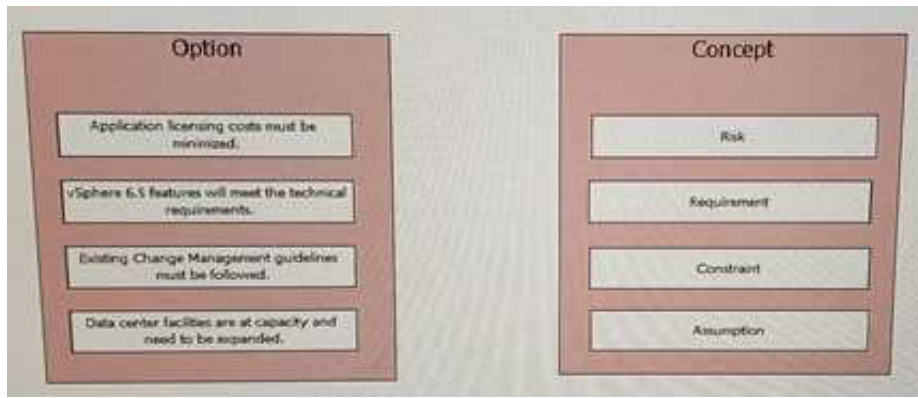 Option
Application licensing costs must be
minimized.
vSphere 6.5 features will meet the technical
requirements.
Existing Change Management guidelines
must be followed.
Data center facilities are at capacity and
need to be expanded.
Concept
Risk
Requirement
Constraint
Assumption